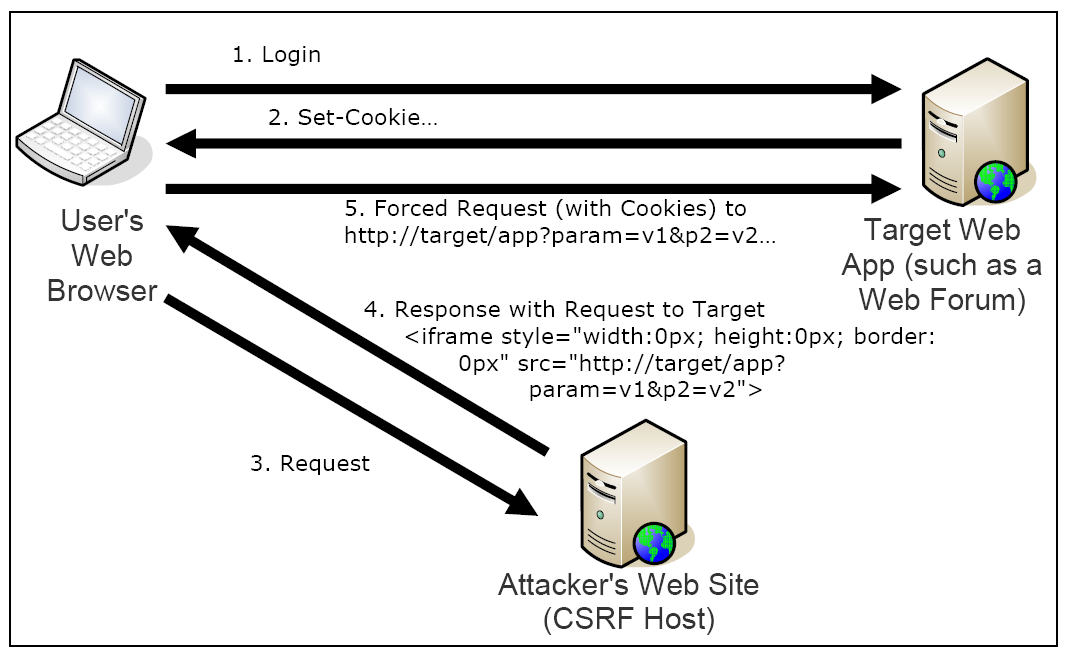 1. Login
2. Set-Cookie…
5. Forced Request (with Cookies) to
http://target/app?param=v1&p2=v2…
User's
Web
Browser
Target Web
App (such as a
Web Forum)
4. Response with Request to Target
<iframe style="width:0px; height:0px; border:
0px" src="http://target/app?
param=v1&p2=v2">
3. Request
Attacker's Web Site
(CSRF Host)